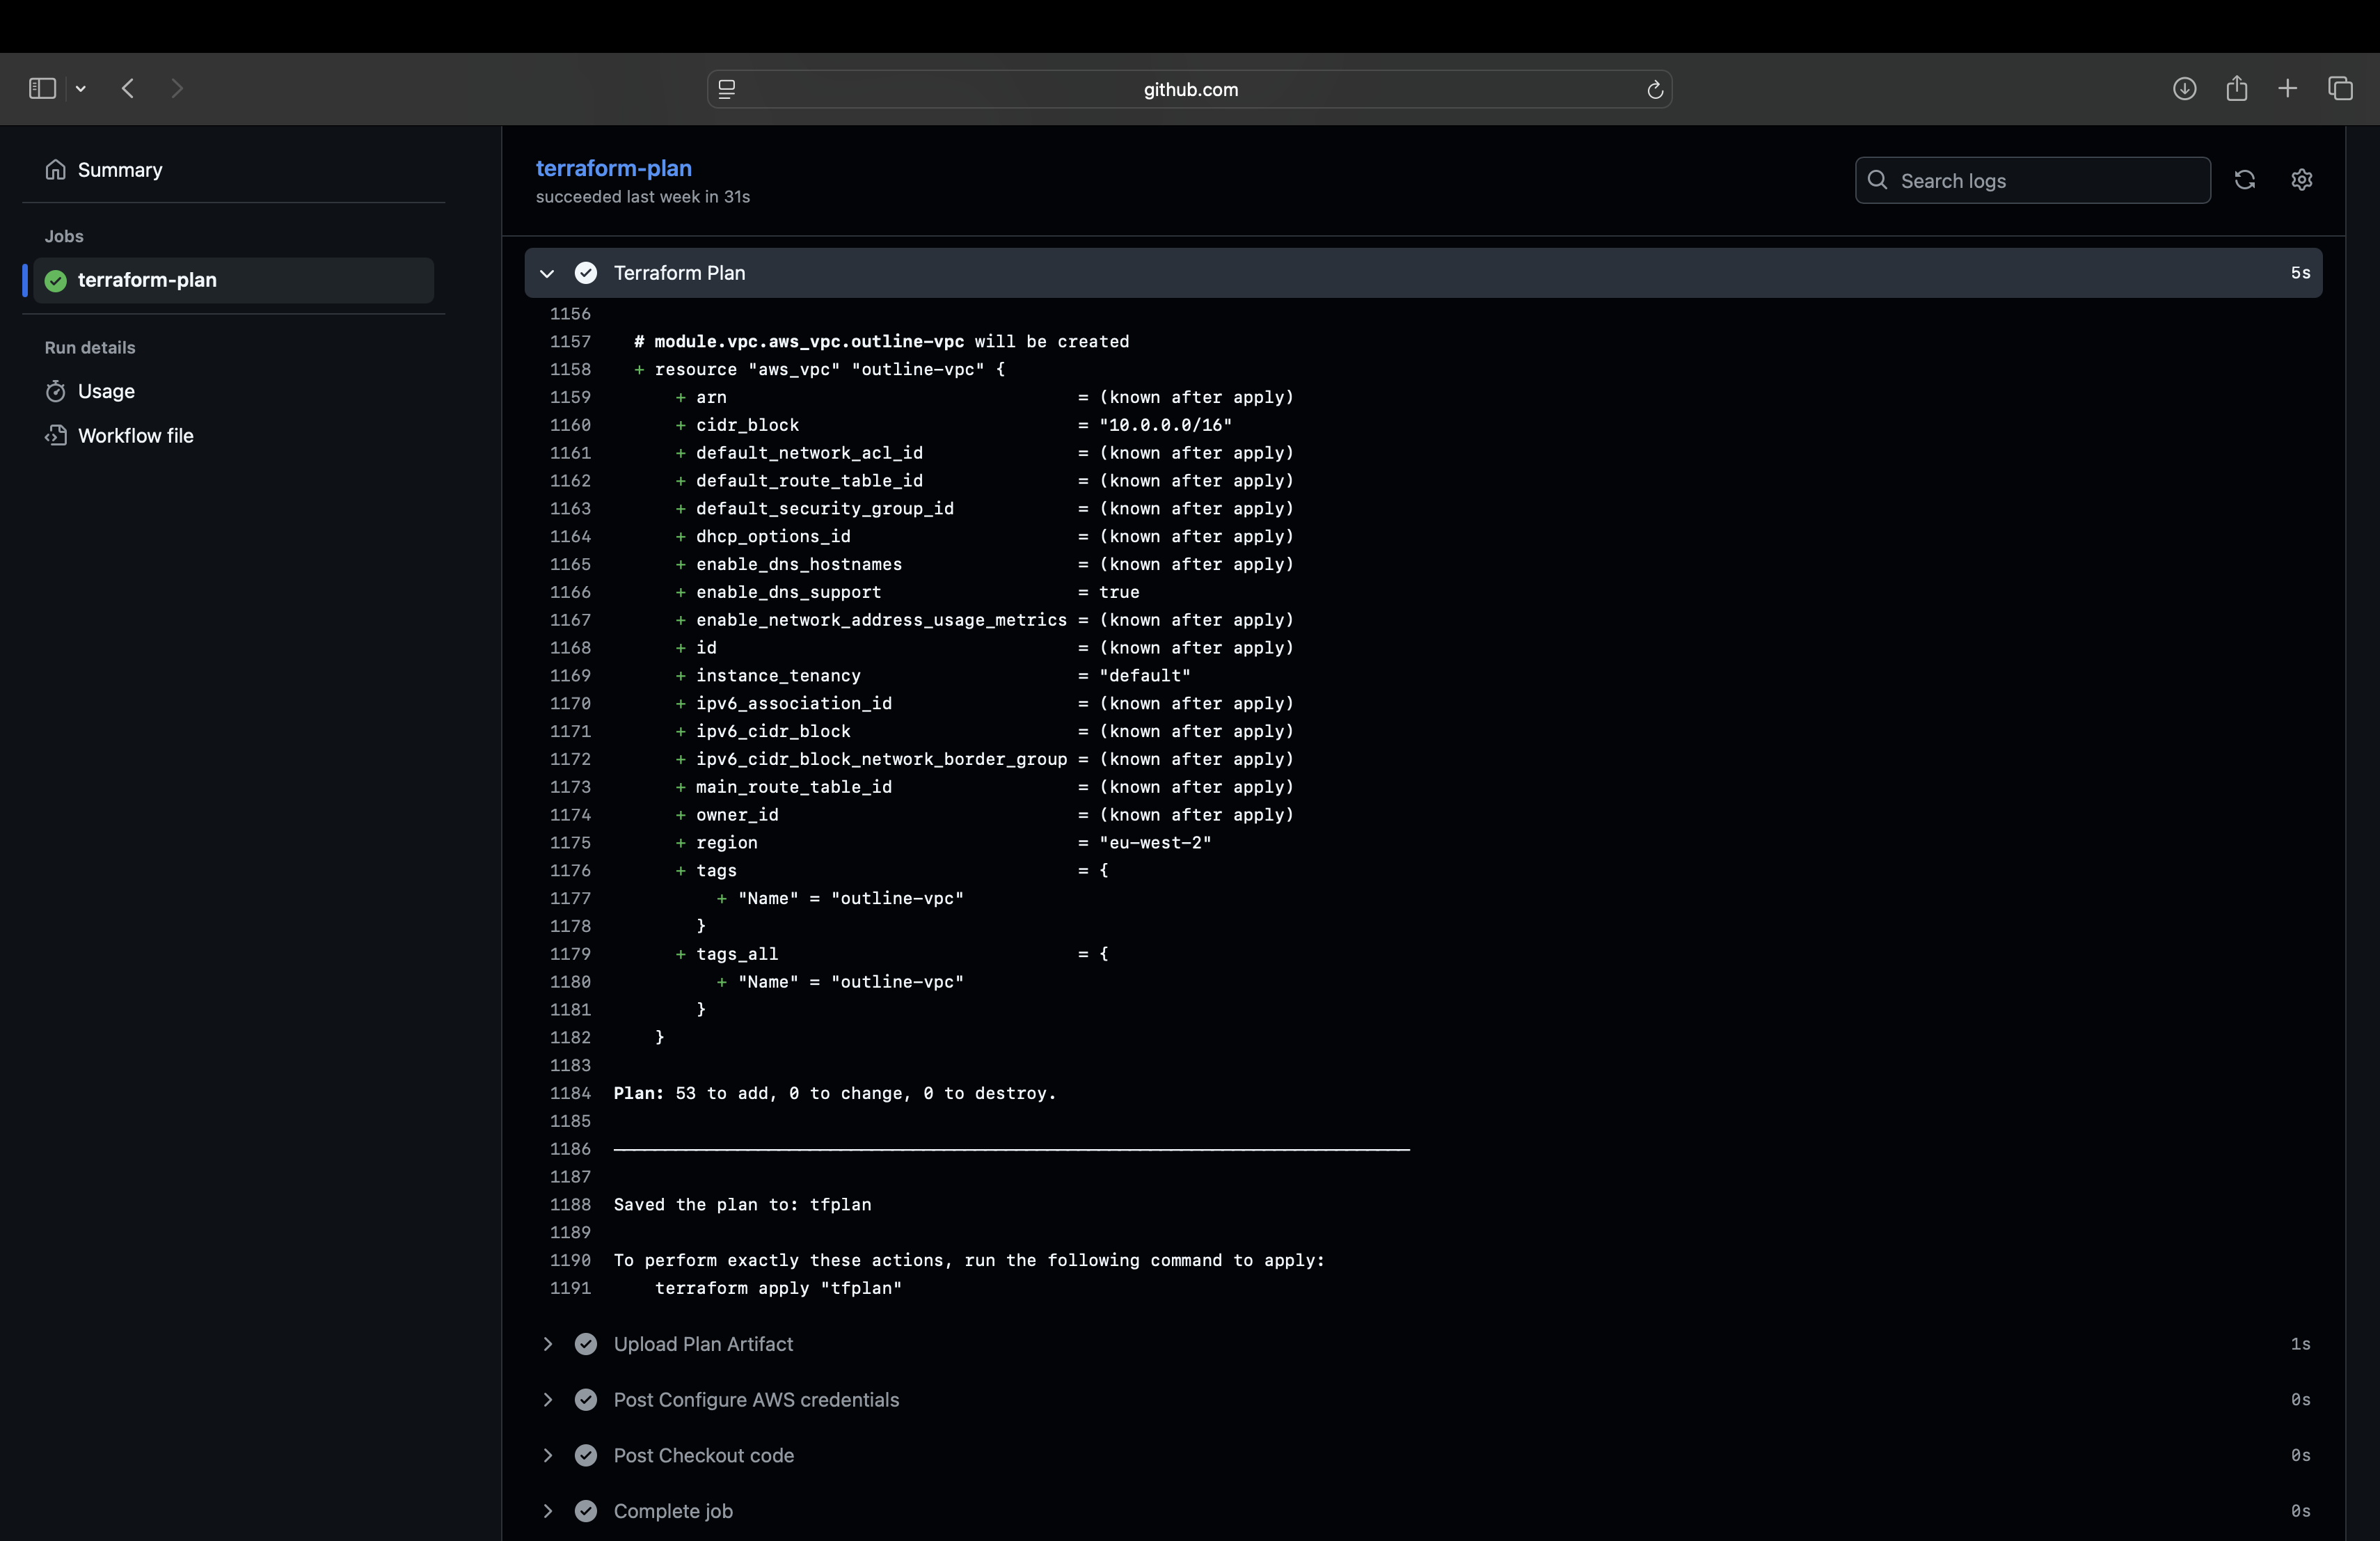 github.com
Summary
Jobs
terraform-plan
Run details
Usage
Workflow file
terraform-plan
succeeded last week in 31s
Search logs
Terraform Plan 5s
1156
1157 # module.vpc.aws_vpc.outline-vpc will be created
1158 + resource "aws_vpc" "outline-vpc" {
1159 + arn = (known after apply)
1160 + cidr_block = "10.0.0.0/16"
1161 + default_network_acl_id = (known after apply)
1162 + default_route_table_id = (known after apply)
1163 + default_security_group_id = (known after apply)
1164 + dhcp_options_id = (known after apply)
1165 + enable_dns_hostnames = (known after apply)
1166 + enable_dns_support = true
1167 + enable_network_address_usage_metrics = (known after apply)
1168 + id = (known after apply)
1169 + instance_tenancy = "default"
1170 + ipv6_association_id = (known after apply)
1171 + ipv6_cidr_block = (known after apply)
1172 + ipv6_cidr_block_network_border_group = (known after apply)
1173 + main_route_table_id = (known after apply)
1174 + owner_id = (known after apply)
1175 + region = "eu-west-2"
1176 + tags = {
1177 + "Name" = "outline-vpc"
1178 }
1179 + tags_all = {
1180 + "Name" = "outline-vpc"
1181 }
1182 }
1183
1184 Plan: 53 to add, 0 to change, 0 to destroy.
1185
1186
1187
1188 Saved the plan to: tfplan
1189
1190 To perform exactly these actions, run the following command to apply:
1191 terraform apply "tfplan"
Upload Plan Artifact 1s
Post Configure AWS credentials 0s
Post Checkout code 0s
Complete job 0s